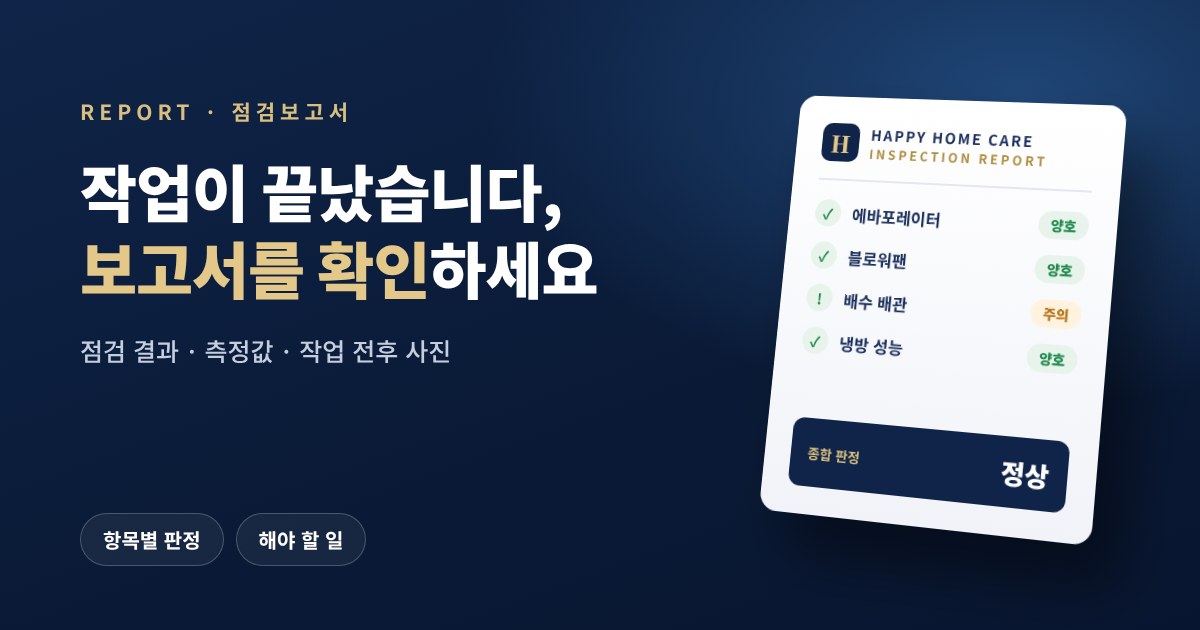 REPORT · 점검보고서
작업이 끝났습니다,
보고서를 확인하세요
점검 결과 · 측정값 · 작업 전후 사진
항목별 판정
해야 할 일
H
HAPPY HOME CARE
INSPECTION REPORT
✓ 에바포레이터 양호
✓ 블로워팬 양호
! 배수 배관 주의
✓ 냉방 성능 양호
종합 판정 정상